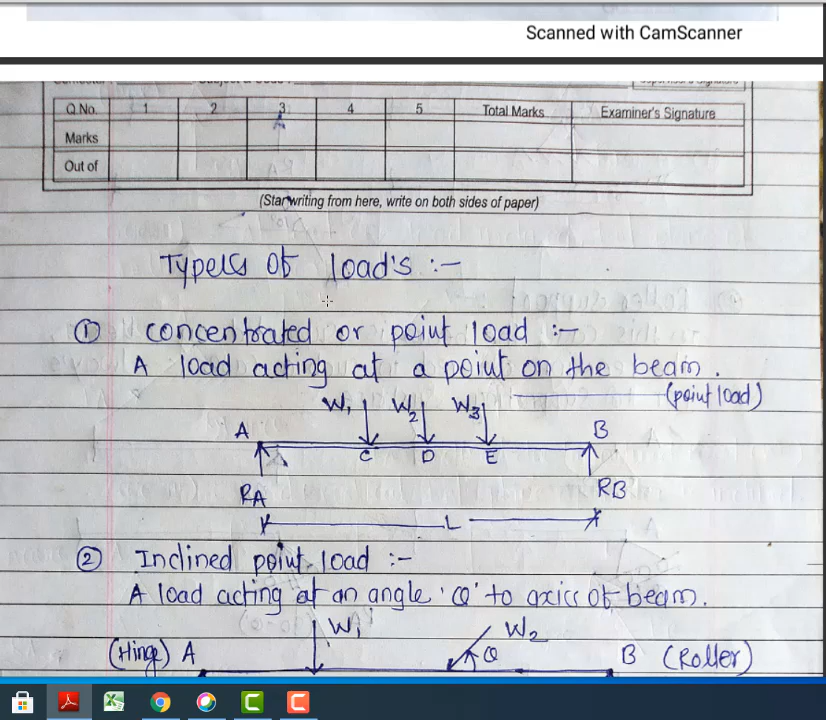 Scanned with CamScanner
Q.No. 1 2 3 4 5 Total Marks Examiner's Signature
Marks
Out of
(Start writing from here, write on both sides of paper)
Types of load's :-
① Concentrated or point load :-
A load acting at a point on the beam.
(point load)
W₁ W₂ W₃
A B
C D E
RA RB
L
② Inclined point load :-
A load acting at an angle 'θ' to axis of beam.
W₁ W₂
(Hinge) A θ B (Roller)